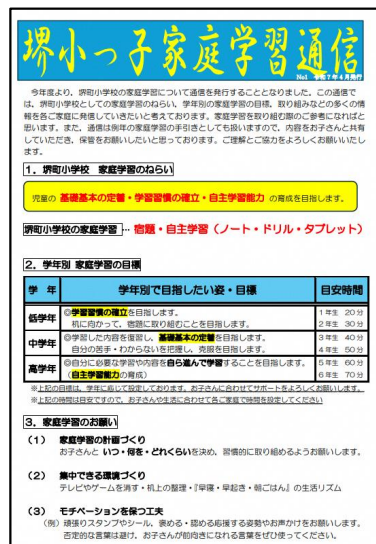 堺小っ子家庭学習通信
No1 令和7年4月発行
今年度より、堺町小学校の家庭学習について通信を発行することとなりました。この通信で
は、堺町小学校としての家庭学習のねらい、学年別の家庭学習の目標、取り組みなどの多くの情
報を各ご家庭に発信していきたいと考えております。家庭学習を取り組む際のご参考になればと
思います。また、通信は例年の家庭学習の手引きとしても扱いますので、内容をお子さんと共有
していただき、保管をお願いしたいと思っております。ご理解とご協力をよろしくお願いいたし
ます。
1．堺町小学校 家庭学習のねらい
児童の 基礎基本の定着・学習習慣の確立・自主学習能力 の育成を目指します。
堺町小学校の家庭学習… 宿題・自主学習（ノート・ドリル・タブレット）
2．学年別 家庭学習の目標
学 年 学年別で目指したい姿・目標 目安時間
低学年 ◎学習習慣の確立を目指します。 1年生 20分
机に向かって、宿題に取り組むことを目指します。 2年生 30分
中学年 ◎学習した内容を復習し、基礎基本の定着を目指します。 3年生 40分
自分の苦手・わからないを把握し、克服を目指します。 4年生 50分
高学年 ◎自分に必要な学習や内容を自ら進んで学習することを目指します。 5年生 60分
（自主学習能力の育成） 6年生 70分
※上記の目標は、学年に応じて設定しております。お子さんに合わせてサポートをよろしくお願いします。
※上記の時間は目安ですので、お子さんや生活に合わせて各ご家庭で時間を設定してください
3．家庭学習のお願い
（1） 家庭学習の計画づくり
お子さんと いつ・何を・どれくらいを決め、習慣的に取り組めるようお願いします。
（2） 集中できる環境づくり
テレビやゲームを消す・机上の整理・『早寝・早起き・朝ごはん』の生活リズム
（3） モチベーションを保つ工夫
（例）頑張りスタンプやシール、褒める・認める応援する姿勢やお声かけをお願いします。
否定的な言葉は避け、お子さんが前向きになれる言葉をぜひ使ってください。